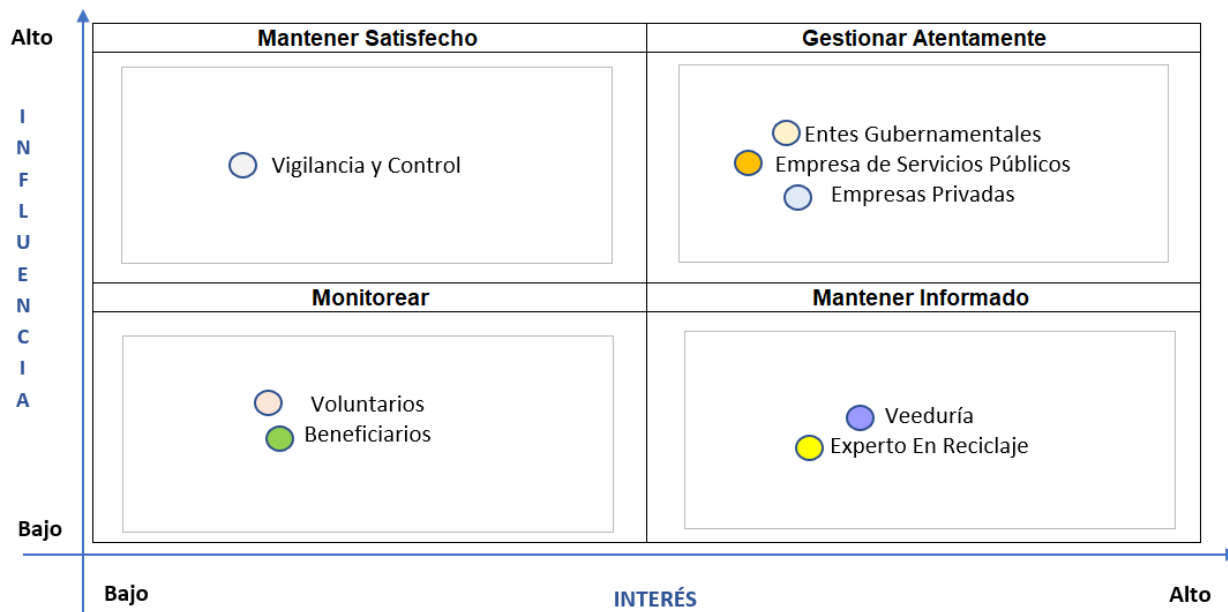 Alto
Mantener Satisfecho
Gestionar Atentamente
INFLUENCIA
Vigilancia y Control
Entes Gubernamentales
Empresa de Servicios Públicos
Empresas Privadas
Monitorear
Mantener Informado
Voluntarios
Beneficiarios
Veeduría
Experto En Reciclaje
Bajo
Bajo
INTERÉS
Alto